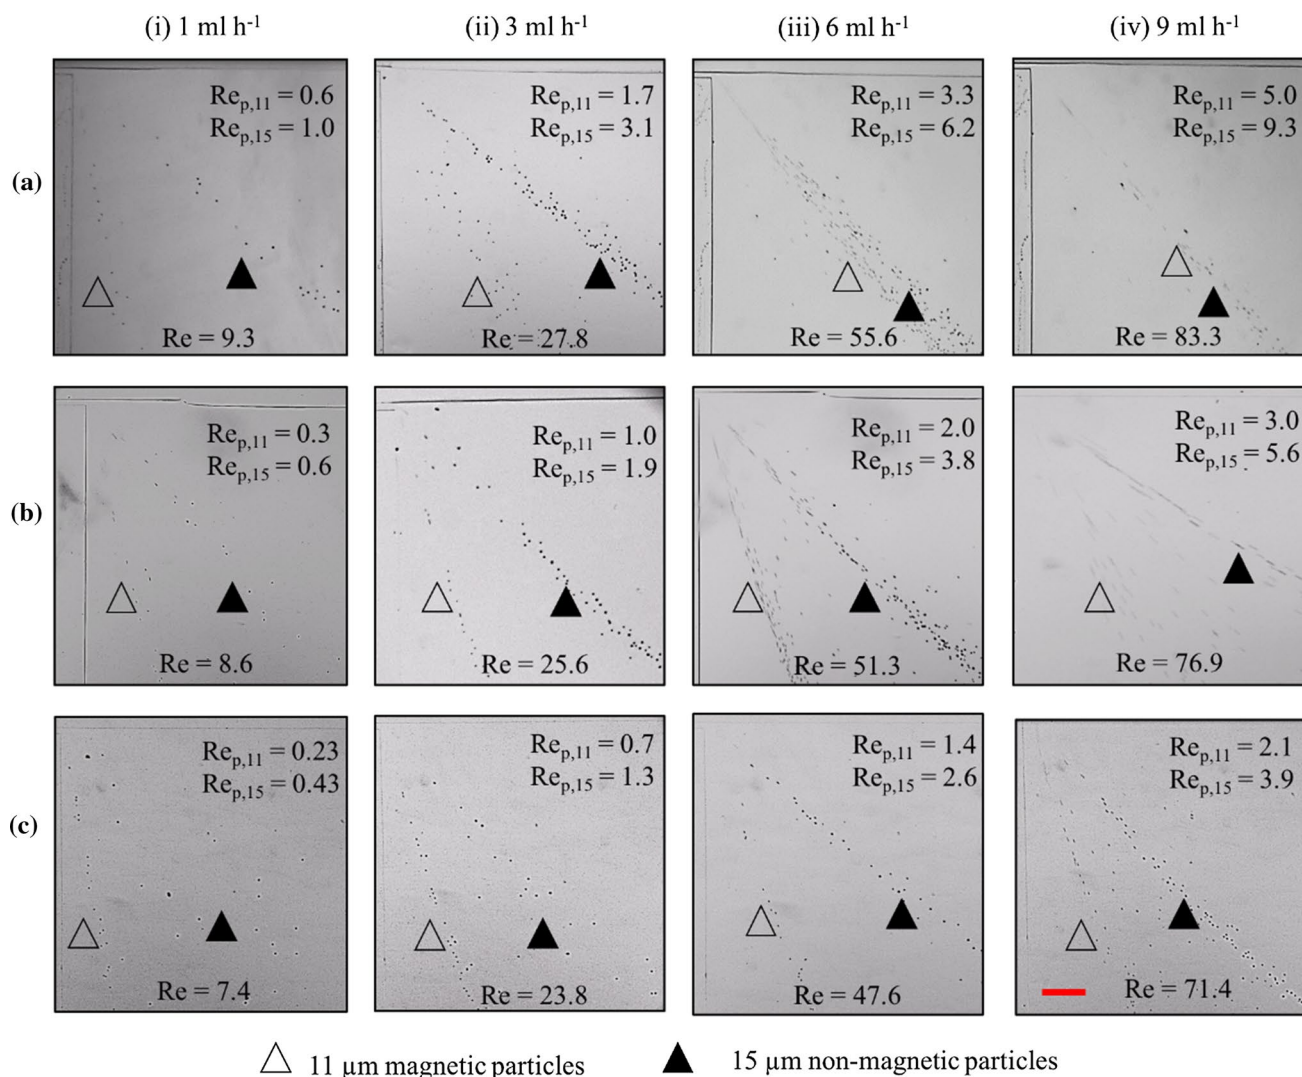 (i) 1 ml h⁻¹ (ii) 3 ml h⁻¹ (iii) 6 ml h⁻¹ (iv) 9 ml h⁻¹
(a)
Reₚ,₁₁ = 0.6
Reₚ,₁₅ = 1.0
Re = 9.3
Reₚ,₁₁ = 1.7
Reₚ,₁₅ = 3.1
Re = 27.8
Reₚ,₁₁ = 3.3
Reₚ,₁₅ = 6.2
Re = 55.6
Reₚ,₁₁ = 5.0
Reₚ,₁₅ = 9.3
Re = 83.3
(b)
Reₚ,₁₁ = 0.3
Reₚ,₁₅ = 0.6
Re = 8.6
Reₚ,₁₁ = 1.0
Reₚ,₁₅ = 1.9
Re = 25.6
Reₚ,₁₁ = 2.0
Reₚ,₁₅ = 3.8
Re = 51.3
Reₚ,₁₁ = 3.0
Reₚ,₁₅ = 5.6
Re = 76.9
(c)
Reₚ,₁₁ = 0.23
Reₚ,₁₅ = 0.43
Re = 7.4
Reₚ,₁₁ = 0.7
Reₚ,₁₅ = 1.3
Re = 23.8
Reₚ,₁₁ = 1.4
Reₚ,₁₅ = 2.6
Re = 47.6
Reₚ,₁₁ = 2.1
Reₚ,₁₅ = 3.9
Re = 71.4
11 µm magnetic particles 15 µm non-magnetic particles